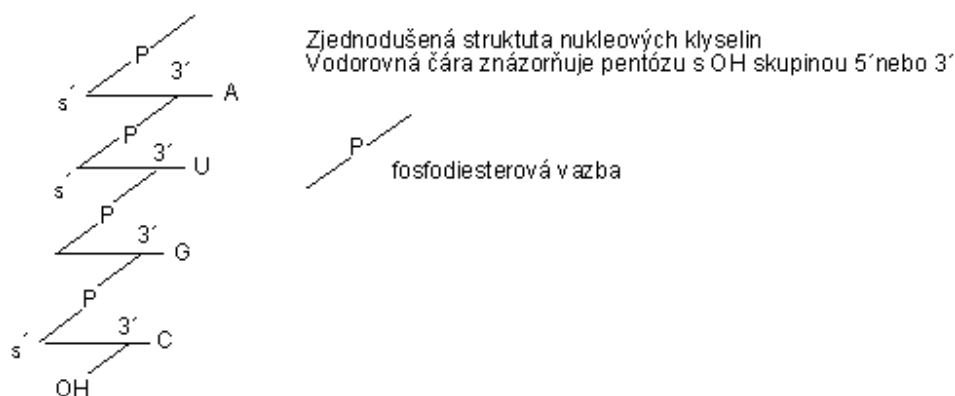 P
Zjednodušená struktuta nukleových klyselin
Vodorovná čára znázorňuje pentózu s OH skupinou 5´nebo 3´
3´
s´
A
P
P
fosfodiesterová vazba
3´
s´
U
P
3´
G
P
3´
s´
C
OH